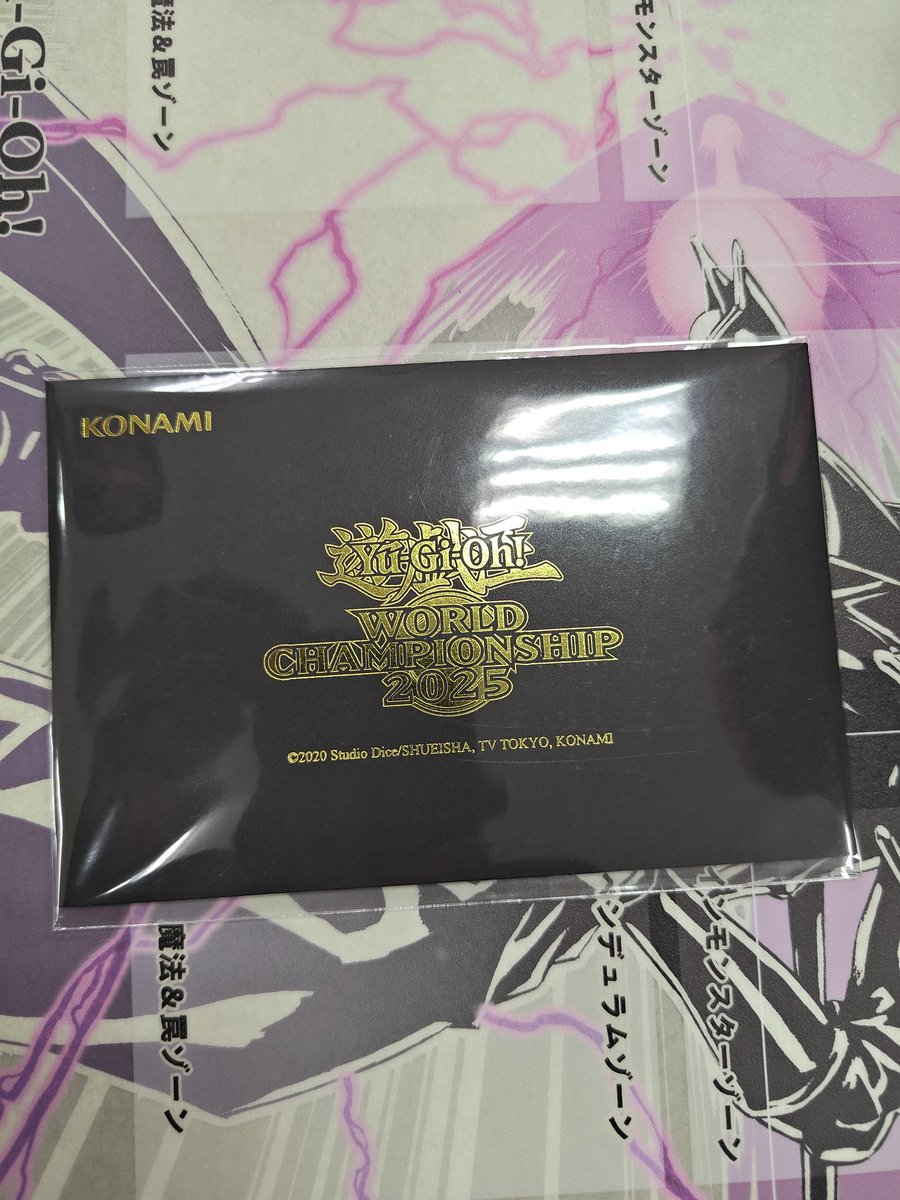 魔法&罠ゾーン
モンスターゾーン
-Gi-Oh!
KONAMI
遊戯王
Yu-Gi-Oh!
WORLD
CHAMPIONSHIP
2025
©2020 Studio Dice/SHUEISHA, TV TOKYO, KONAMI
魔法&罠ゾーン
ンデュラムゾーン
ンモンスターゾーン